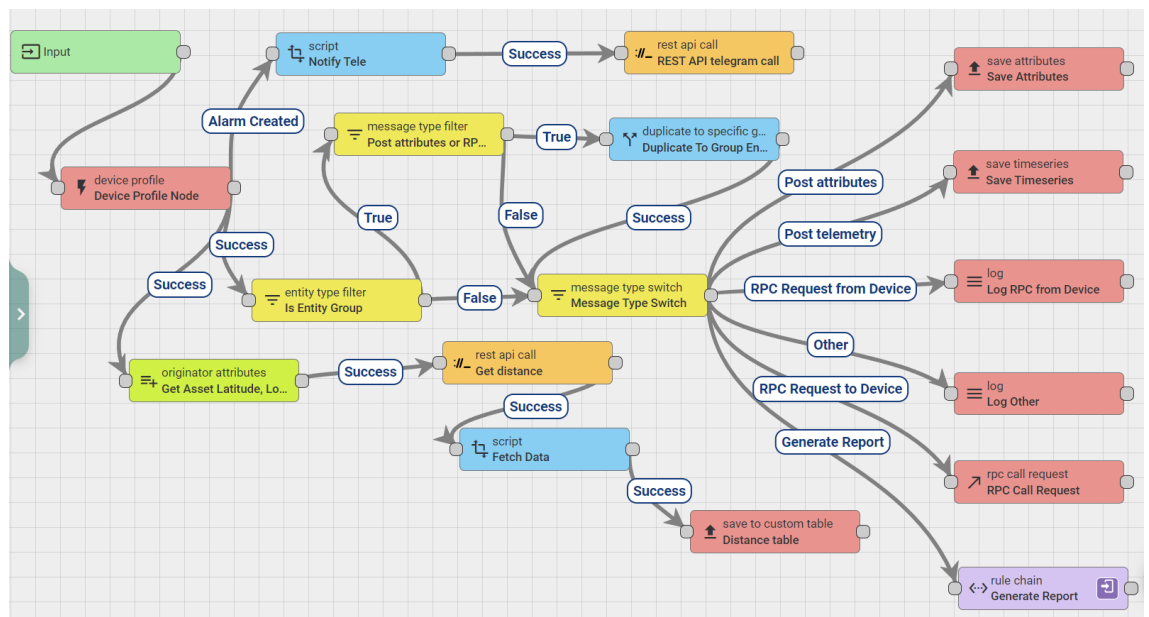 Input
script
Notify Tele
Success
rest api call
REST API telegram call
save attributes
Save Attributes
Alarm Created
message type filter
Post attributes or RP...
True
duplicate to specific g...
Duplicate To Group En...
save timeseries
Save Timeseries
device profile
Device Profile Node
Post attributes
True
False
Success
Post telemetry
Success
Success
entity type filter
Is Entity Group
False
message type switch
Message Type Switch
RPC Request from Device
log
Log RPC from Device
Other
originator attributes
Get Asset Latitude, Lo...
Success
rest api call
Get distance
RPC Request to Device
log
Log Other
Success
Generate Report
script
Fetch Data
rpc call request
RPC Call Request
Success
save to custom table
Distance table
rule chain
Generate Report